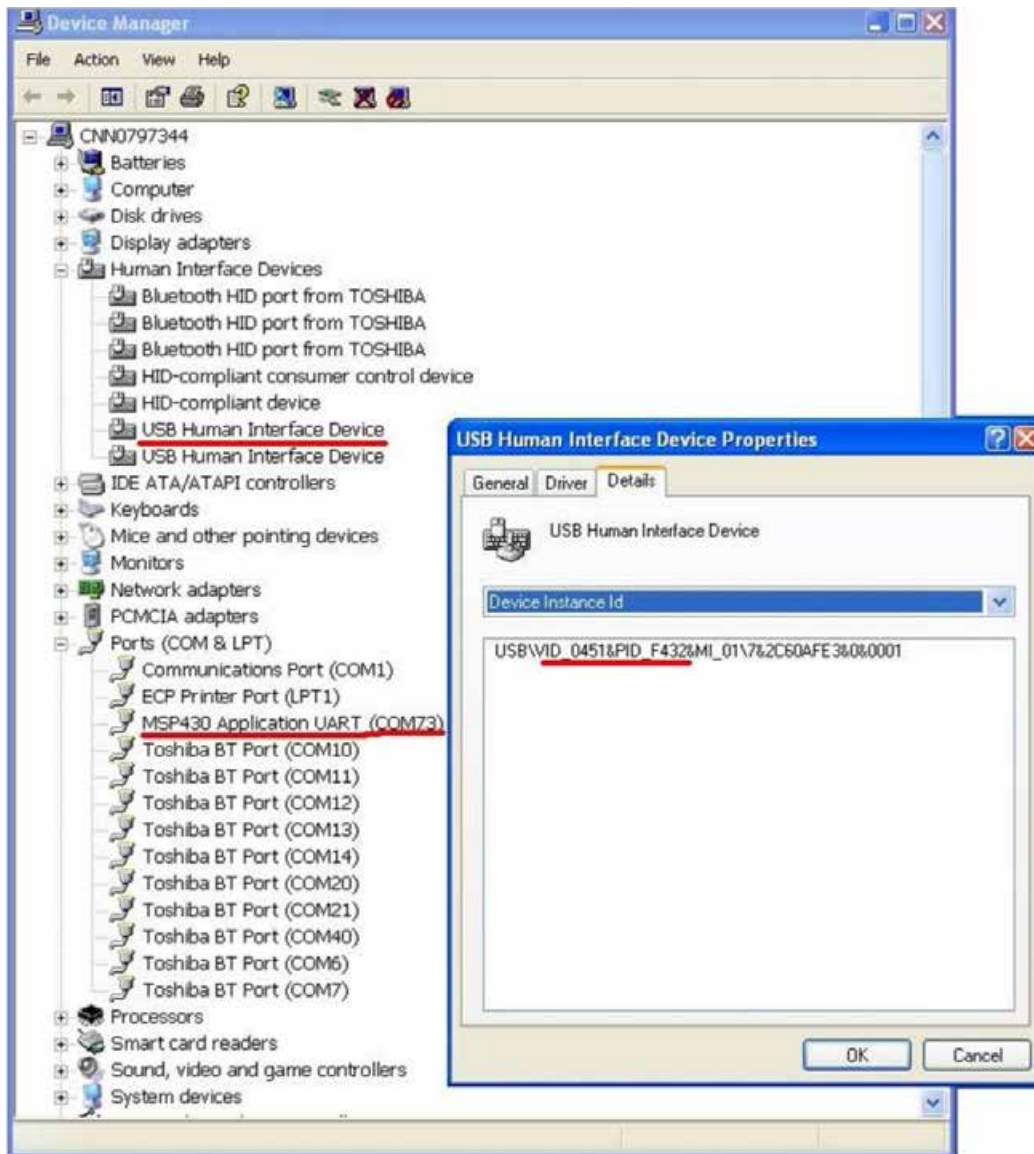 Device Manager
File Action View Help
CNN0797344
Batteries
Computer
Disk drives
Display adapters
Human Interface Devices
Bluetooth HID port from TOSHIBA
Bluetooth HID port from TOSHIBA
Bluetooth HID port from TOSHIBA
HID-compliant consumer control device
HID-compliant device
USB Human Interface Device
USB Human Interface Device
IDE ATA/ATAPI controllers
Keyboards
Mice and other pointing devices
Monitors
Network adapters
PCMCIA adapters
Ports (COM & LPT)
Communications Port (COM1)
ECP Printer Port (LPT1)
MSP430 Application UART (COM73)
Toshiba BT Port (COM10)
Toshiba BT Port (COM11)
Toshiba BT Port (COM12)
Toshiba BT Port (COM13)
Toshiba BT Port (COM14)
Toshiba BT Port (COM20)
Toshiba BT Port (COM21)
Toshiba BT Port (COM40)
Toshiba BT Port (COM6)
Toshiba BT Port (COM7)
Processors
Smart card readers
Sound, video and game controllers
System devices
USB Human Interface Device Properties
General Driver Details
USB Human Interface Device
Device Instance Id
USB\VID_0451&PID_F432&MI_01\7&2C60AFE3&0&0001
OK Cancel